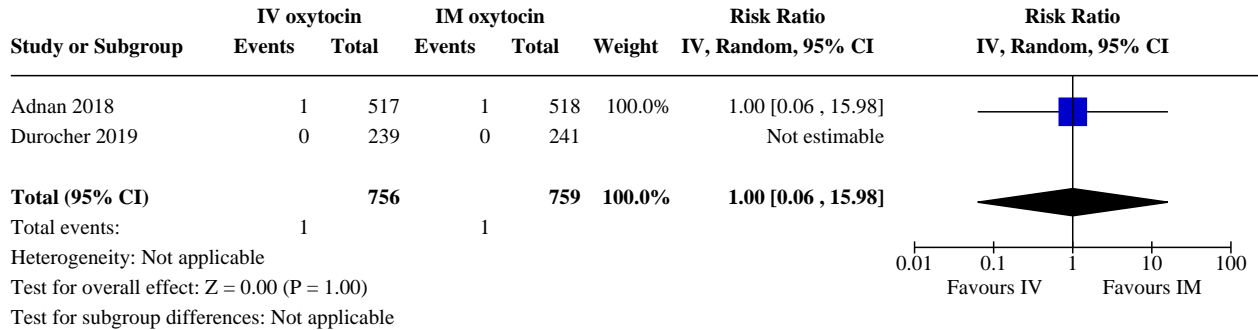 IV oxytocin IM oxytocin Risk Ratio Risk Ratio
Study or Subgroup Events Total Events Total Weight IV, Random, 95% CI IV, Random, 95% CI
Adnan 2018 1 517 1 518 100.0% 1.00 [0.06 , 15.98]
Durocher 2019 0 239 0 241 Not estimable
Total (95% CI) 756 759 100.0% 1.00 [0.06 , 15.98]
Total events: 1 1
Heterogeneity: Not applicable
0.01 0.1 1 10 100
Test for overall effect: Z = 0.00 (P = 1.00)
Favours IV Favours IM
Test for subgroup differences: Not applicable